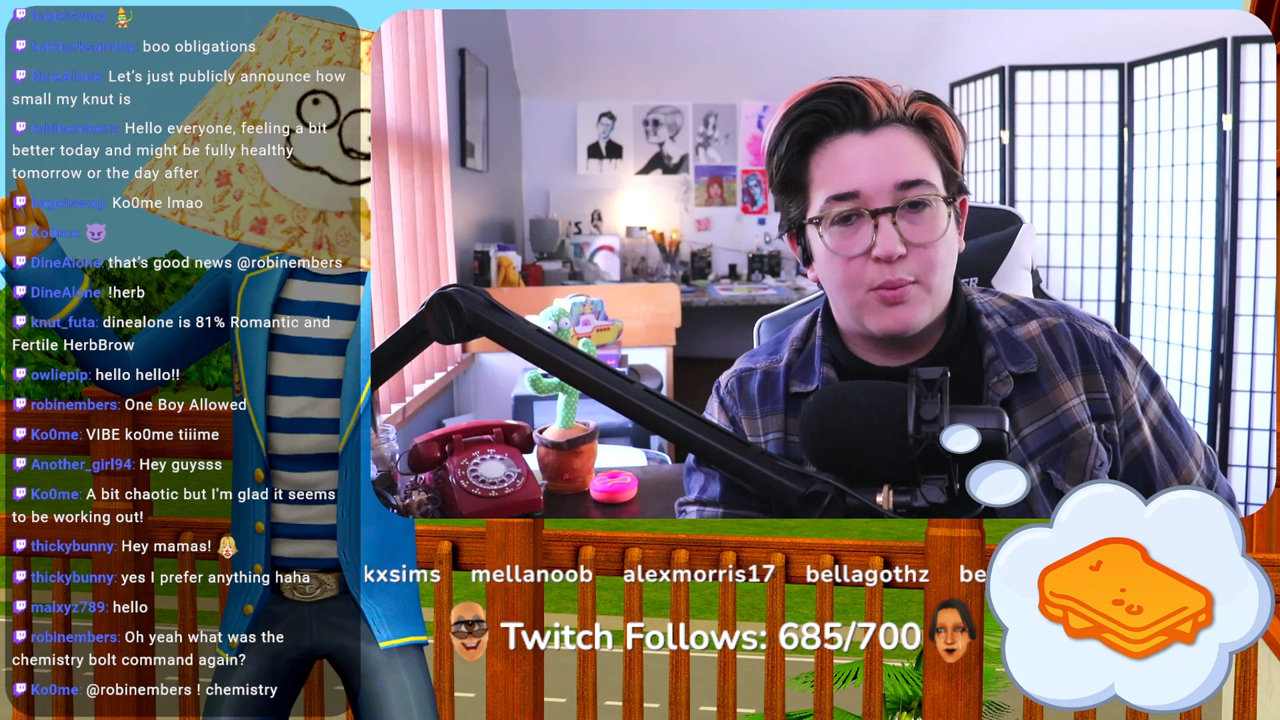 boo obligations
Let's just publicly announce how
small my knut is
Hello everyone, feeling a bit
better today and might be fully healthy
tomorrow or the day after
Ko0me lmao
DineAlone: that's good news @robinembers
DineAlone: !herb
knut_futa: dinealone is 81% Romantic and
Fertile HerbBrow
owliepip: hello hello!!
robinembers: One Boy Allowed
Ko0me: VIBE ko0me tiiime
Another_girl94: Hey guysss
Ko0me: A bit chaotic but I'm glad it seems
to be working out!
thickybunny: Hey mamas!
thickybunny: yes I prefer anything haha
malxyz789: hello
robinembers: Oh yeah what was the
chemistry bolt command again?
Ko0me: @robinembers ! chemistry
kxsims mellanoob alexmorris17 bellagothz be
Twitch Follows: 685/700